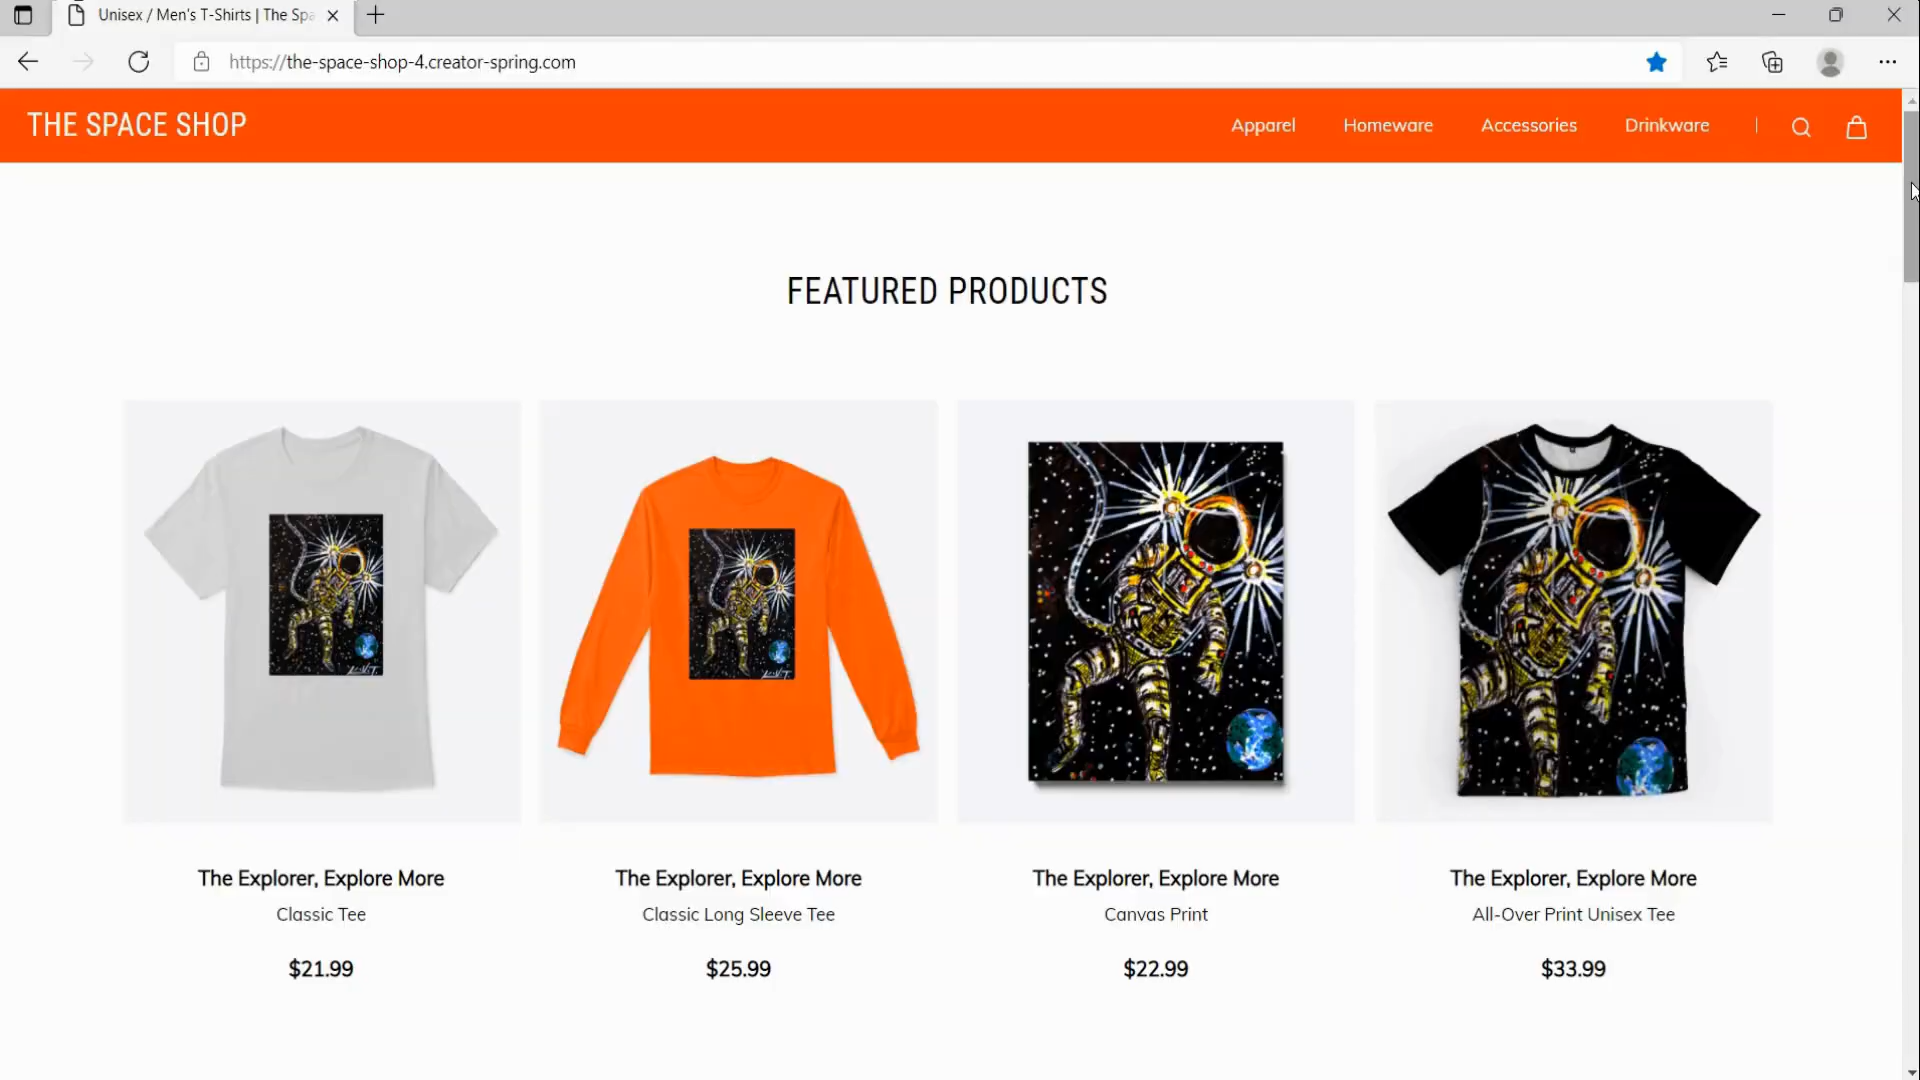 Unisex / Men's T-Shirts | The Spa
https://the-space-shop-4.creator-spring.com
THE SPACE SHOP
Apparel
Homeware
Accessories
Drinkware
FEATURED PRODUCTS
The Explorer, Explore More
Classic Tee
$21.99
The Explorer, Explore More
Classic Long Sleeve Tee
$25.99
The Explorer, Explore More
Canvas Print
$22.99
The Explorer, Explore More
All-Over Print Unisex Tee
$33.99